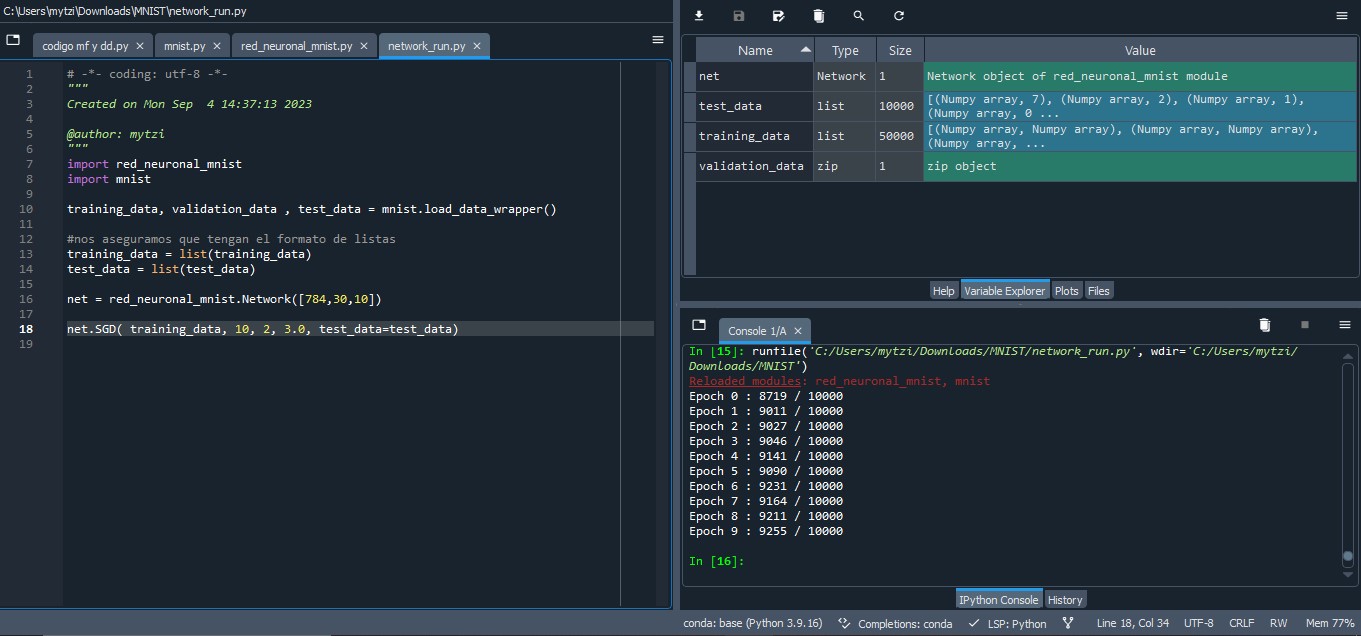 C:\Users\mytzi\Downloads\MNIST\network_run.py
codigo mf y dd.py
mnist.py
red_neuronal_mnist.py
network_run.py
1 # -*- coding: utf-8 -*-
2 """
3 Created on Mon Sep  4 14:37:13 2023
4
5 @author: mytzi
6 """
7 import red_neuronal_mnist
8 import mnist
9
10 training_data, validation_data , test_data = mnist.load_data_wrapper()
11
12 #nos aseguramos que tengan el formato de listas
13 training_data = list(training_data)
14 test_data = list(test_data)
15
16 net = red_neuronal_mnist.Network([784,30,10])
17
18 net.SGD( training_data, 10, 2, 3.0, test_data=test_data)
19
Name Type Size Value
net Network 1 Network object of red_neuronal_mnist module
test_data list 10000 [(Numpy array, 7), (Numpy array, 2), (Numpy array, 1),
(Numpy array, 0 ...
training_data list 50000 [(Numpy array, Numpy array), (Numpy array, Numpy array),
(Numpy array, ...
validation_data zip 1 zip object
Help Variable Explorer Plots Files
Console 1/A
In [15]: runfile('C:/Users/mytzi/Downloads/MNIST/network_run.py', wdir='C:/Users/mytzi/
Downloads/MNIST')
Reloaded modules: red_neuronal_mnist, mnist
Epoch 0 : 8719 / 10000
Epoch 1 : 9011 / 10000
Epoch 2 : 9027 / 10000
Epoch 3 : 9046 / 10000
Epoch 4 : 9141 / 10000
Epoch 5 : 9090 / 10000
Epoch 6 : 9231 / 10000
Epoch 7 : 9164 / 10000
Epoch 8 : 9211 / 10000
Epoch 9 : 9255 / 10000
In [16]:
IPython Console History
conda: base (Python 3.9.16) Completions: conda LSP: Python Line 18, Col 34 UTF-8 CRLF RW Mem 77%